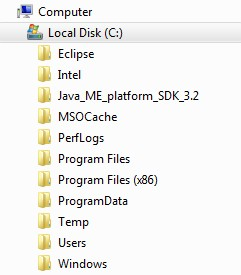 Computer
Local Disk (C:)
Eclipse
Intel
Java_ME_platform_SDK_3.2
MSOCache
PerfLogs
Program Files
Program Files (x86)
ProgramData
Temp
Users
Windows